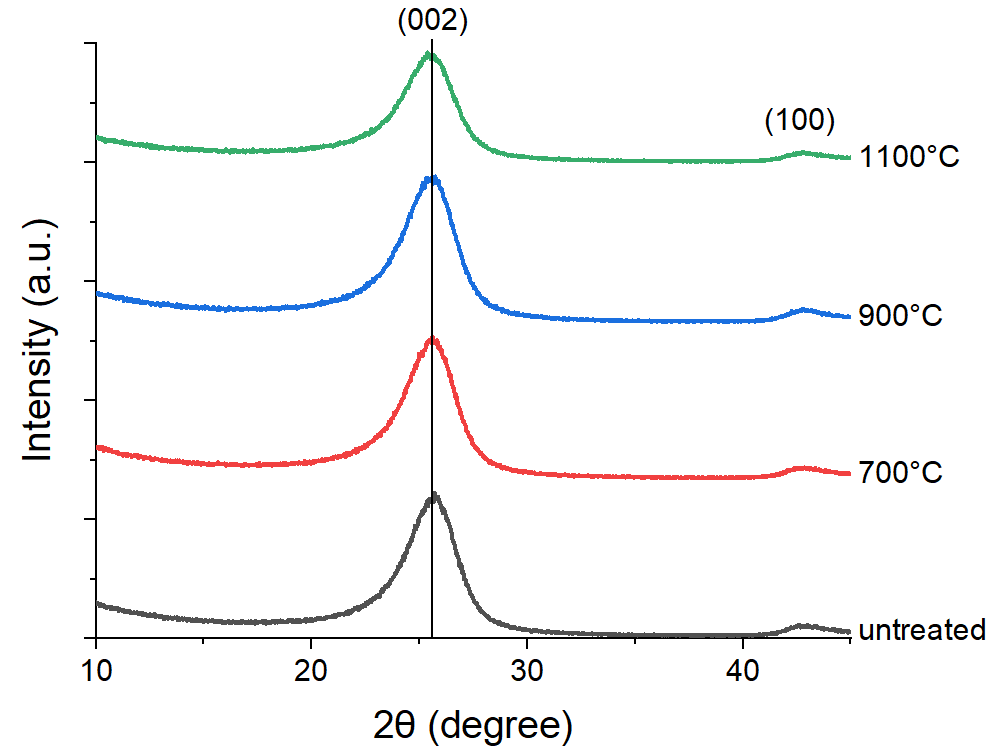 (002)
(100)
1100°C
900°C
700°C
untreated
Intensity (a.u.)
10
20
30
40
2θ (degree)